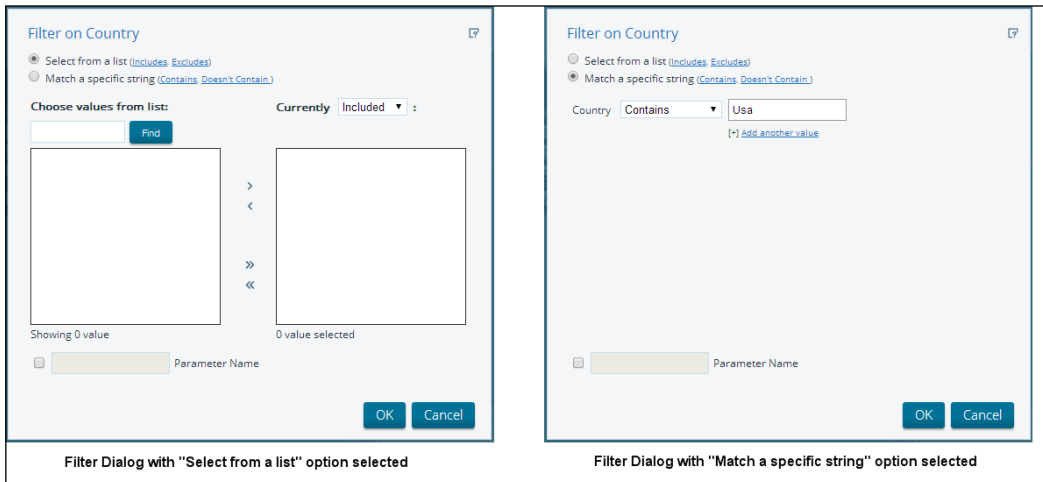 Filter on Country
Select from a list (Includes, Excludes)
Match a specific string (Contains, Doesn't Contain )
Choose values from list:
Currently Included :
Find
Showing 0 value
0 value selected
Parameter Name
OK Cancel
Filter Dialog with "Select from a list" option selected
Filter on Country
Select from a list (Includes, Excludes)
Match a specific string (Contains, Doesn't Contain )
Country Contains Usa
[+] Add another value
Parameter Name
OK Cancel
Filter Dialog with "Match a specific string" option selected